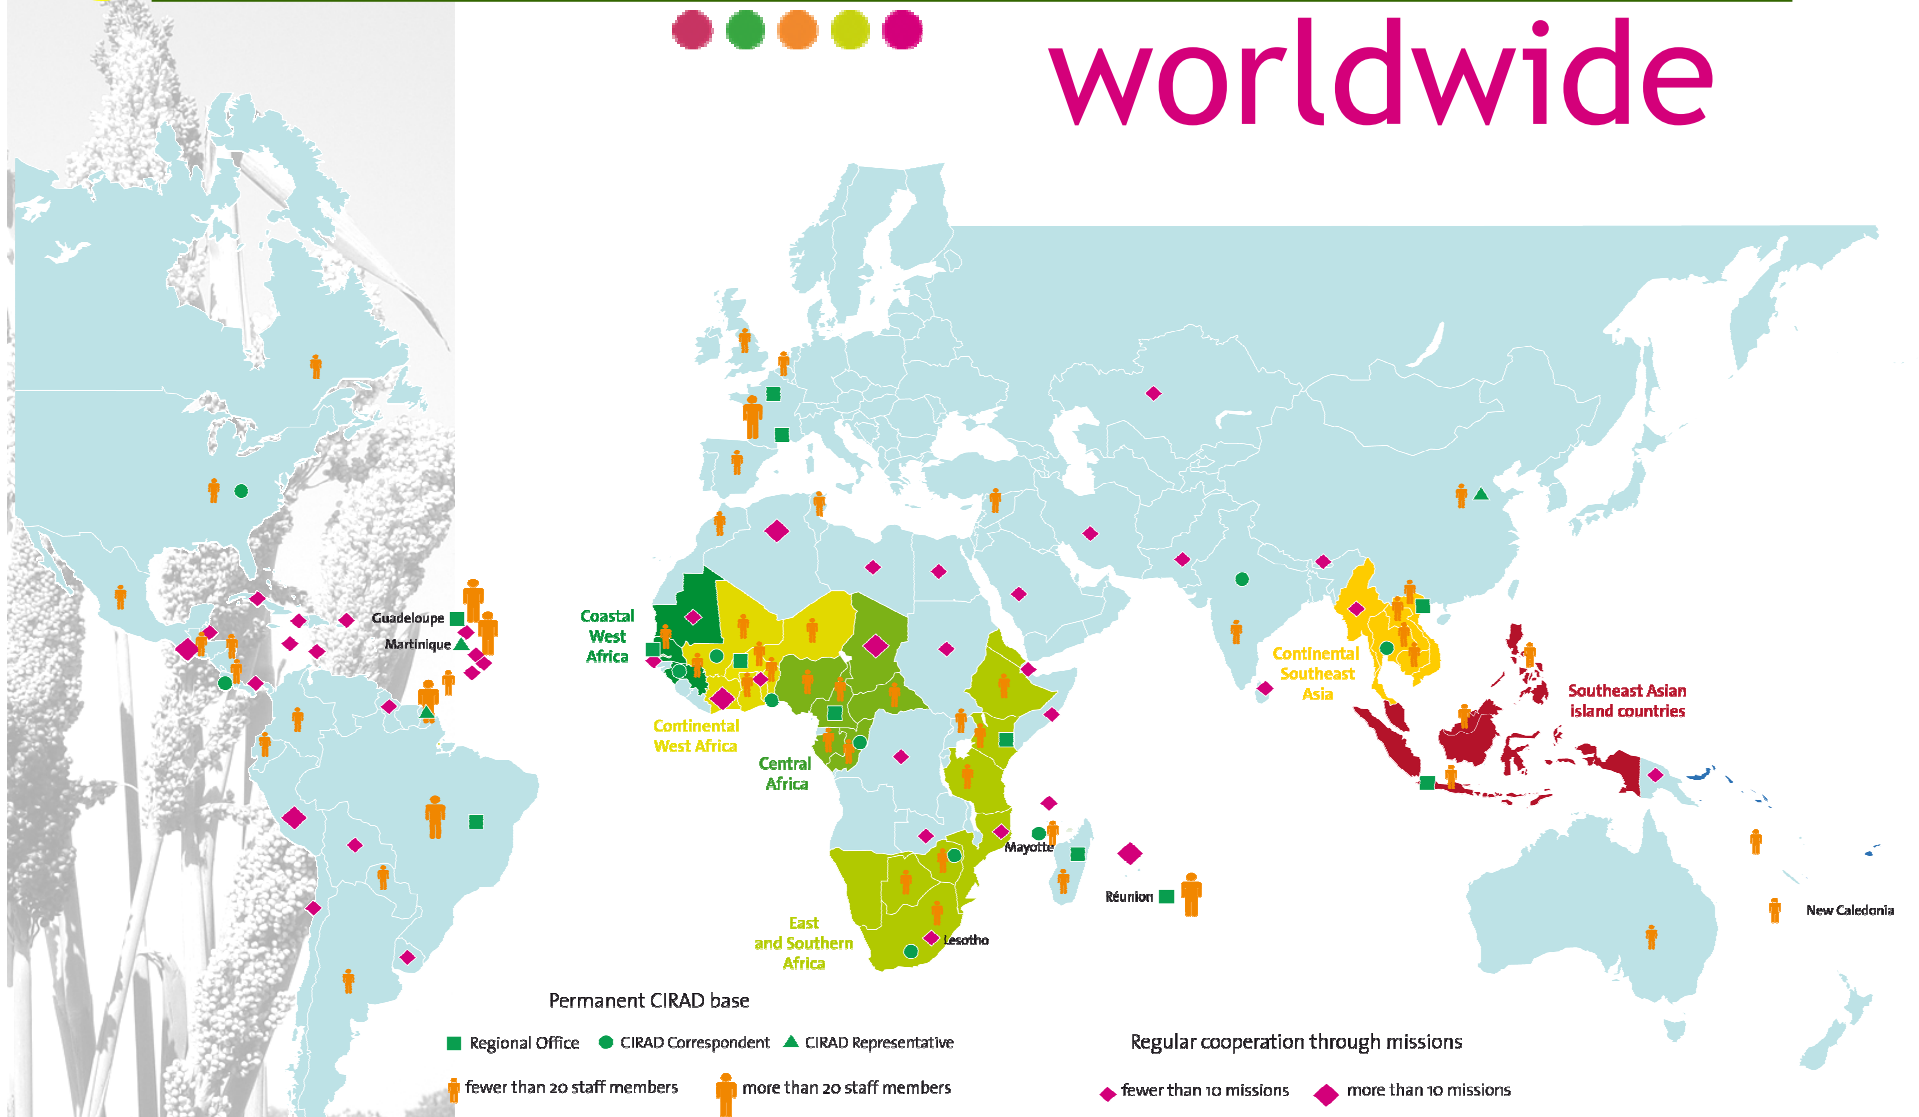 worldwide
Guadeloupe
Martinique
Coastal
West
Africa
Continental
West Africa
Central
Africa
East
and Southern
Africa
Mayotte
Réunion
Lesotho
Continental
Southeast
Asia
Southeast Asian
island countries
New Caledonia
Permanent CIRAD base
Regional Office
CIRAD Correspondent
CIRAD Representative
fewer than 20 staff members
more than 20 staff members
Regular cooperation through missions
fewer than 10 missions
more than 10 missions